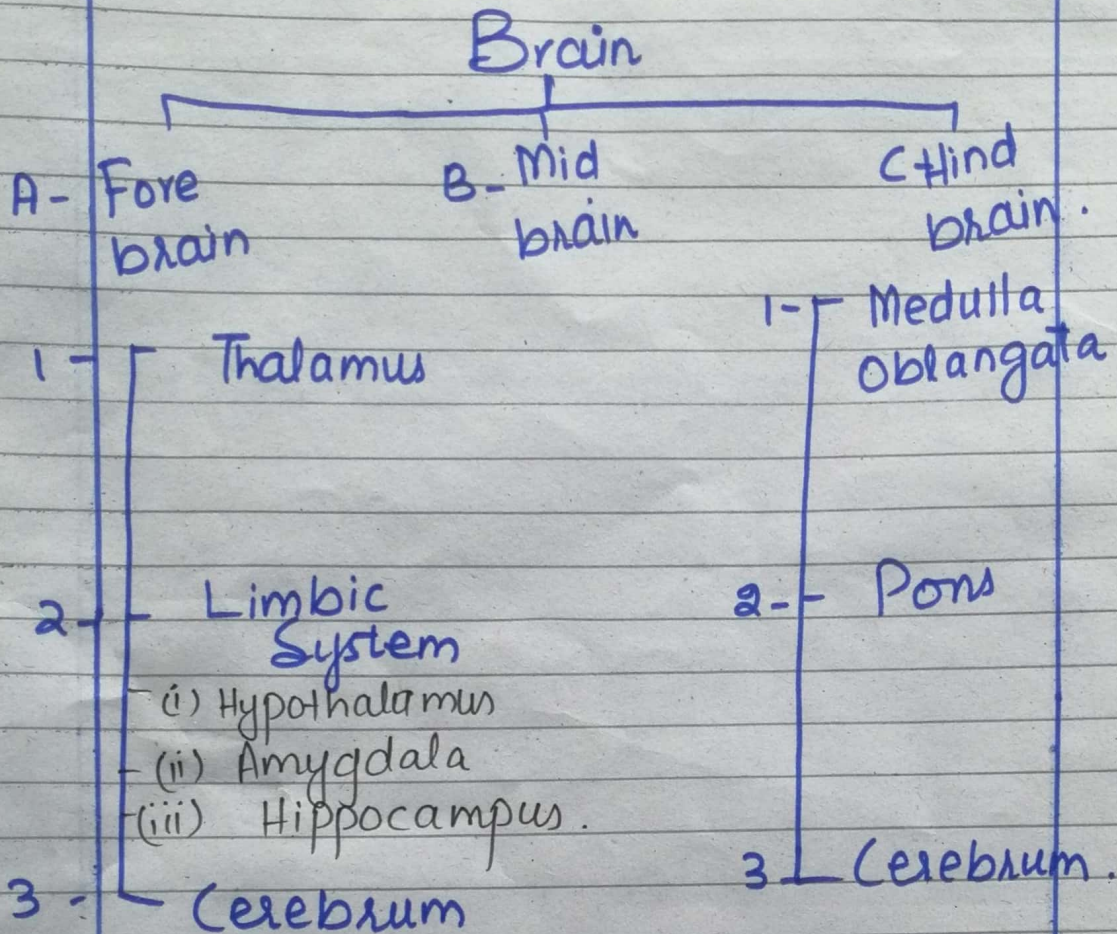 Brain
A- Fore
brain
B- Mid
brain
C Hind
brain.
1- Thalamus
2- Limbic
System
(i) Hypothalamus
(ii) Amygdala
(iii) Hippocampus.
3- Cerebrum
1- Medulla
Oblangata
2- Pons
3 Cerebrum.